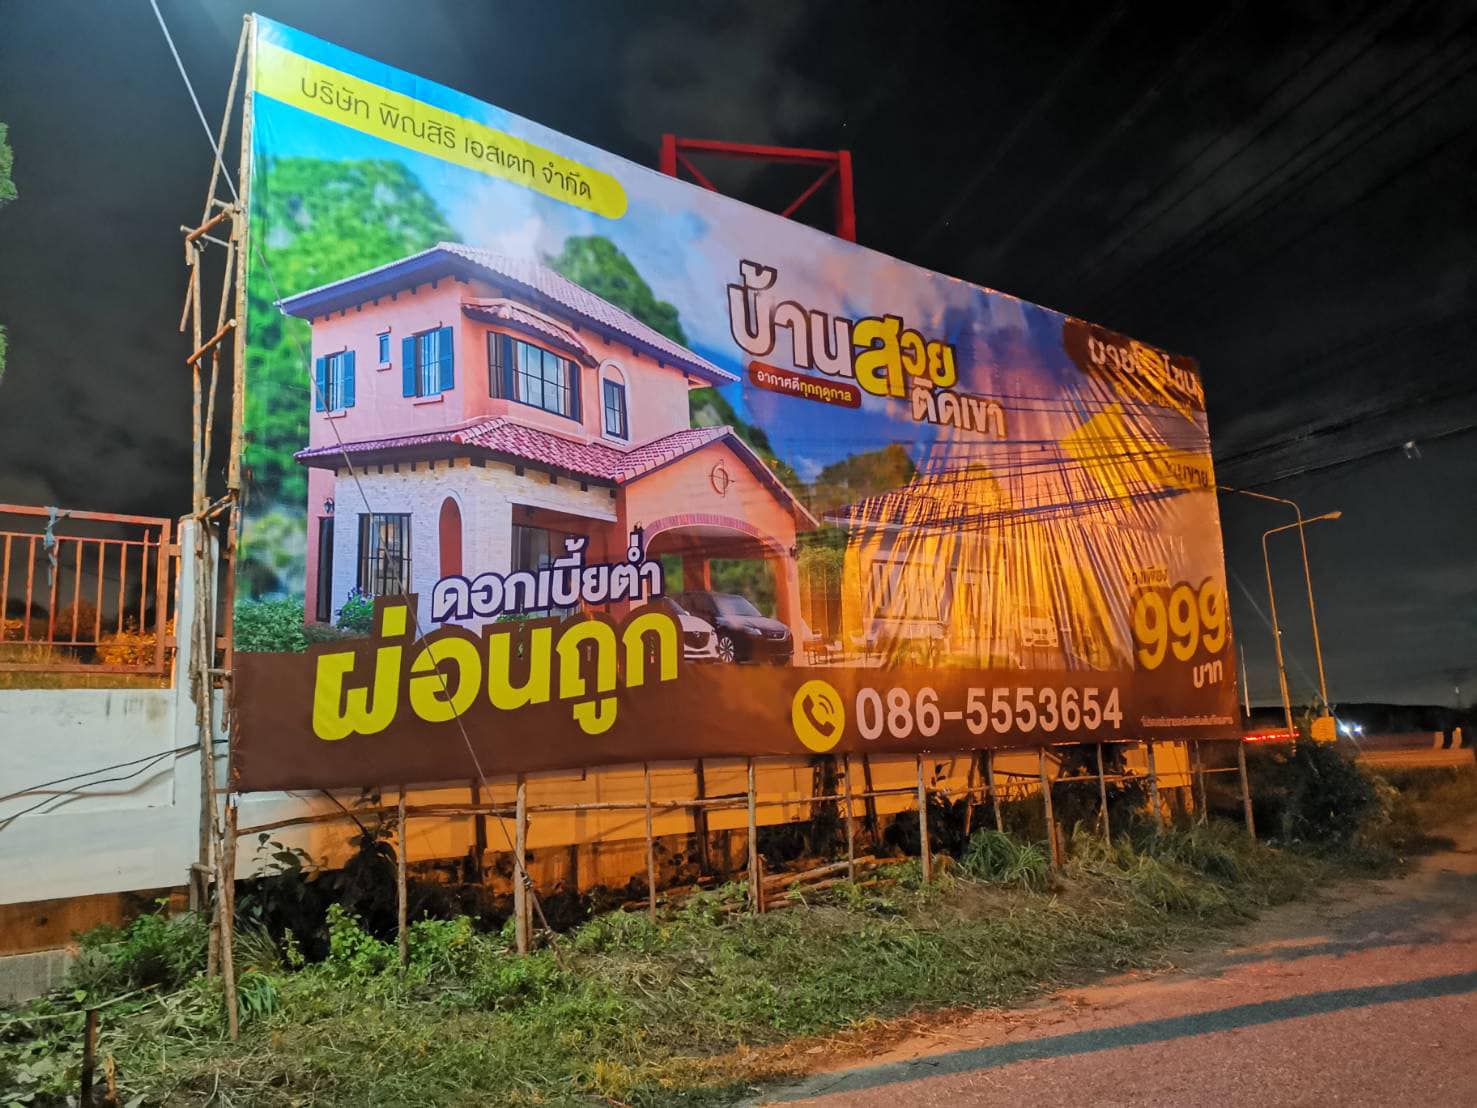 บริษัท พิณสิริ เอสเตท จำกัด
บ้านสวย
อากาศดีทุกฤดูกาล
ติดเขา
ดอกเบี้ยต่ำ
ผ่อนถูก
999
บาท
086-5553654